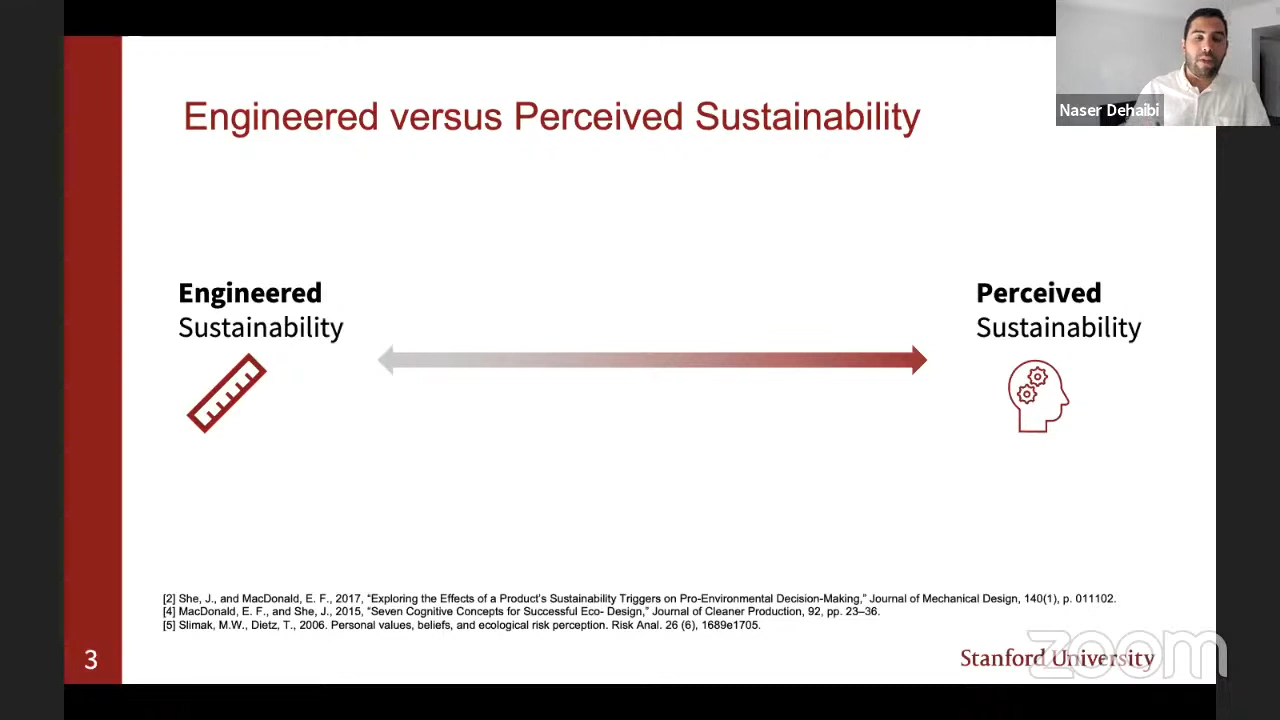 Engineered versus Perceived Sustainability
Naser Dehaibi
Engineered
Sustainability
Perceived
Sustainability
[2] She, J., and MacDonald, E. F., 2017, “Exploring the Effects of a Product’s Sustainability Triggers on Pro-Environmental Decision-Making,” Journal of Mechanical Design, 140(1), p. 011102.
[4] MacDonald, E. F., and She, J., 2015, “Seven Cognitive Concepts for Successful Eco- Design,” Journal of Cleaner Production, 92, pp. 23–36.
[5] Slimak, M.W., Dietz, T., 2006. Personal values, beliefs, and ecological risk perception. Risk Anal. 26 (6), 1689e1705.
3
Stanford University
zoom